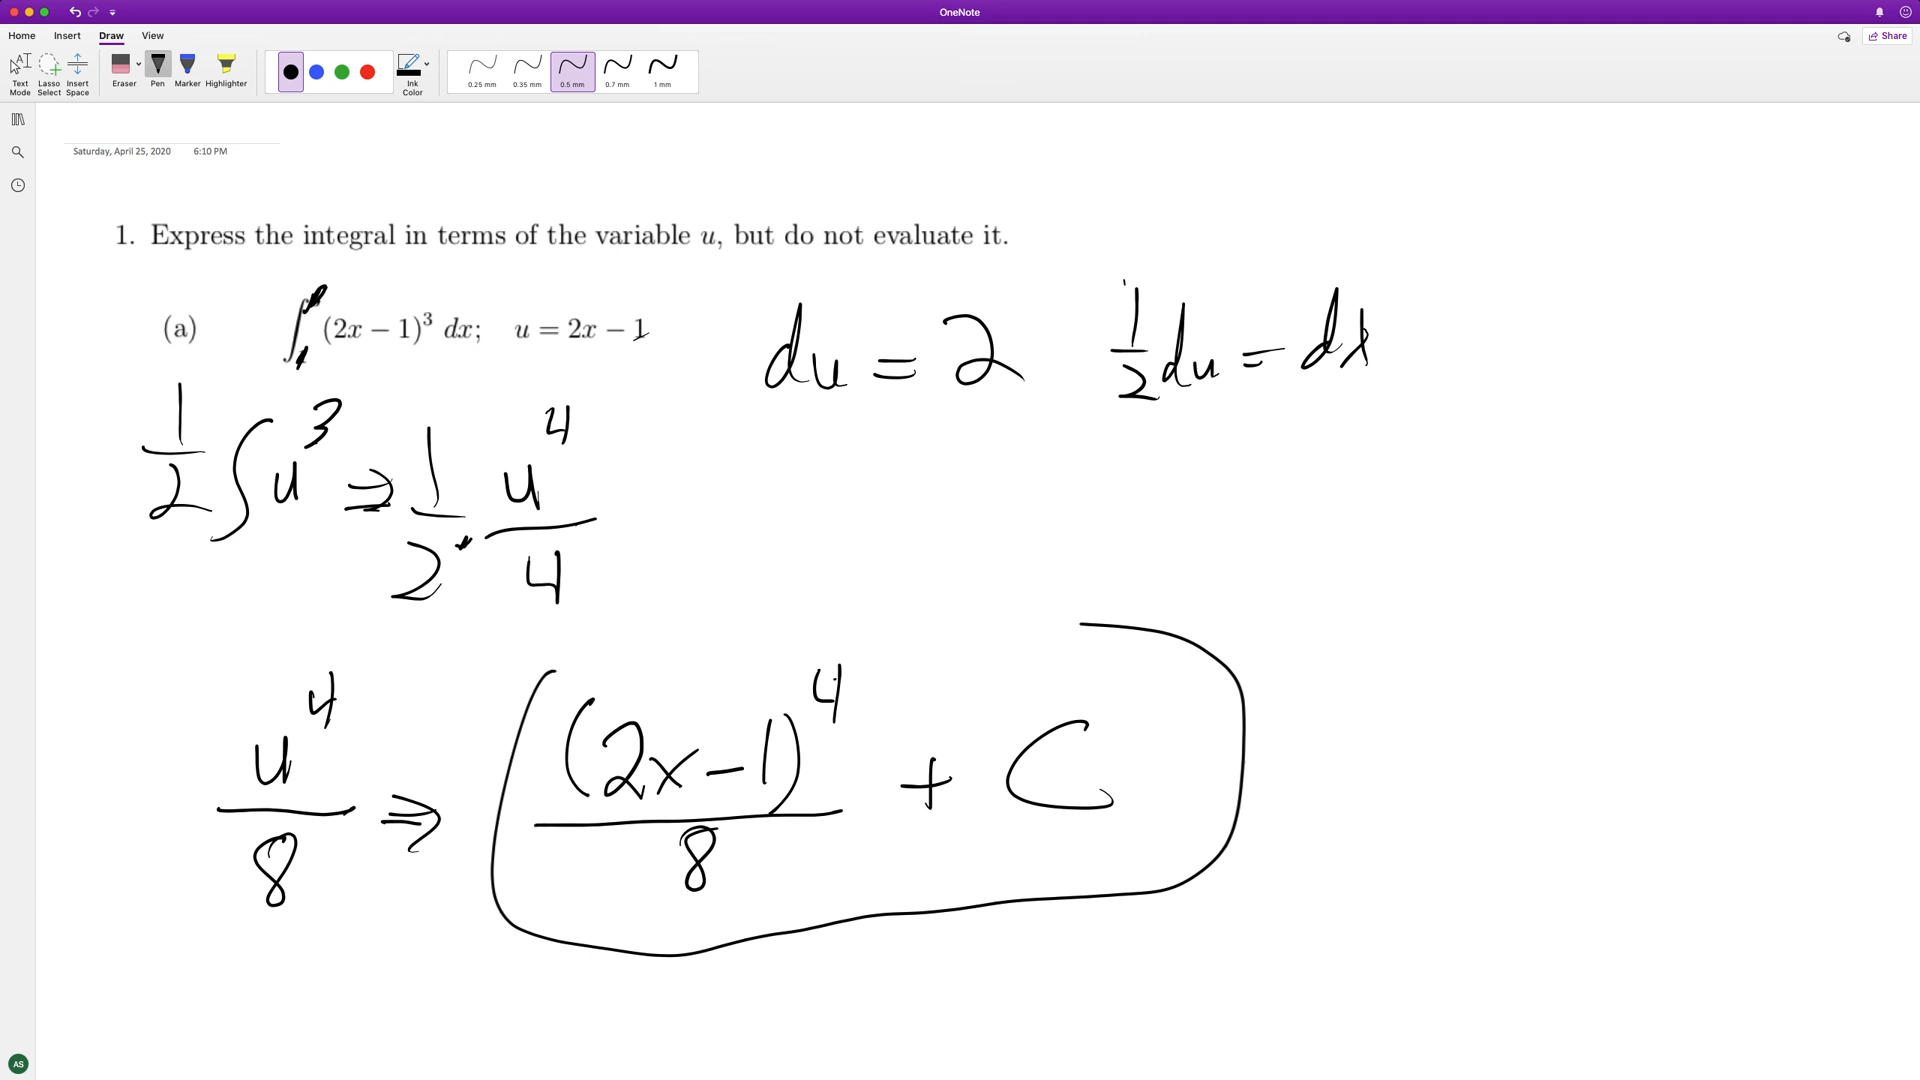 OneNote
Home Insert Draw View
Share
Text Mode Lasso Select Insert Space Eraser Pen Marker Highlighter Ink Color 0.25 mm 0.35 mm 0.5 mm 0.7 mm 1 mm
Saturday, April 25, 2020 6:10 PM
1. Express the integral in terms of the variable u, but do not evaluate it.
(a) ∫ (2x − 1)³ dx; u = 2x − 1 du = 2 1/2 du = dx
1/2 ∫ u³ ⇒ 1/2 · u⁴/4
u⁴/8 ⇒ (2x−1)⁴/8 + C
AS